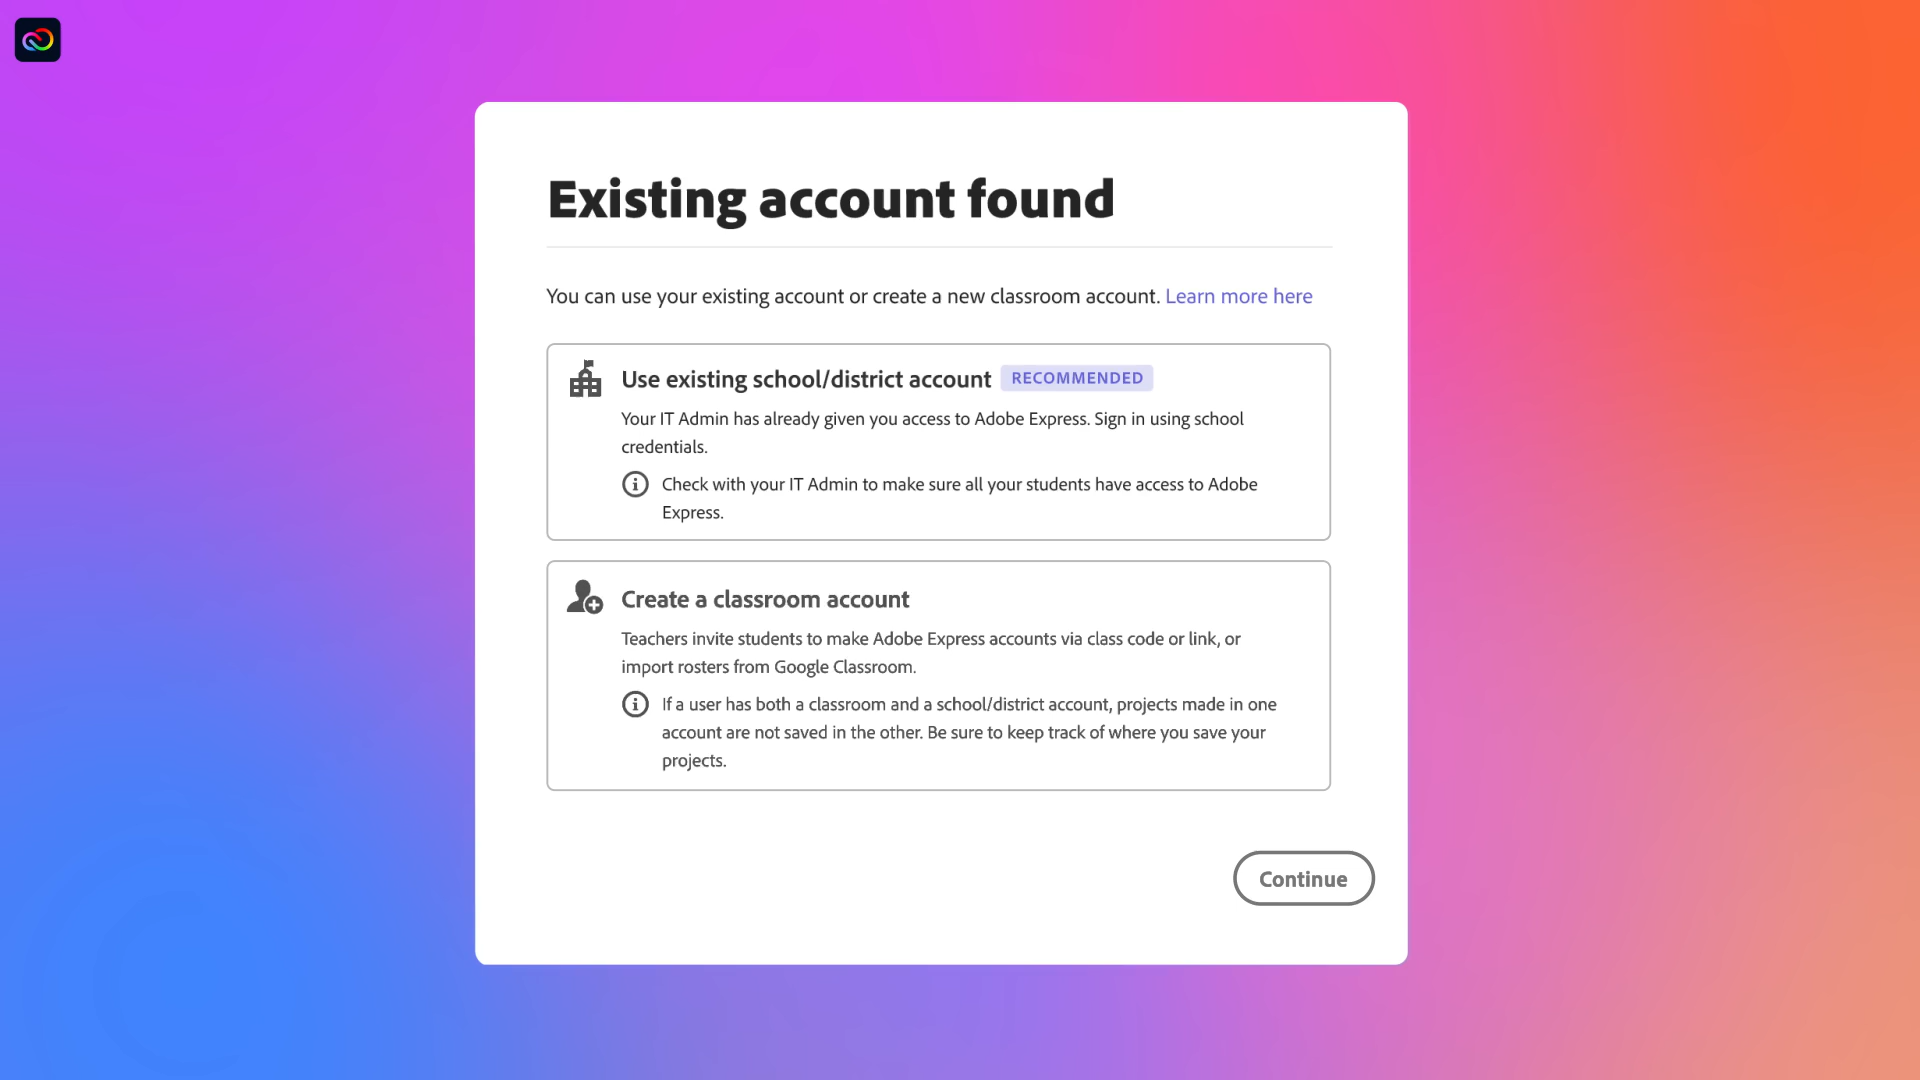 Existing account found
You can use your existing account or create a new classroom account. Learn more here
Use existing school/district account RECOMMENDED
Your IT Admin has already given you access to Adobe Express. Sign in using school
credentials.
Check with your IT Admin to make sure all your students have access to Adobe
Express.
Create a classroom account
Teachers invite students to make Adobe Express accounts via class code or link, or
import rosters from Google Classroom.
If a user has both a classroom and a school/district account, projects made in one
account are not saved in the other. Be sure to keep track of where you save your
projects.
Continue